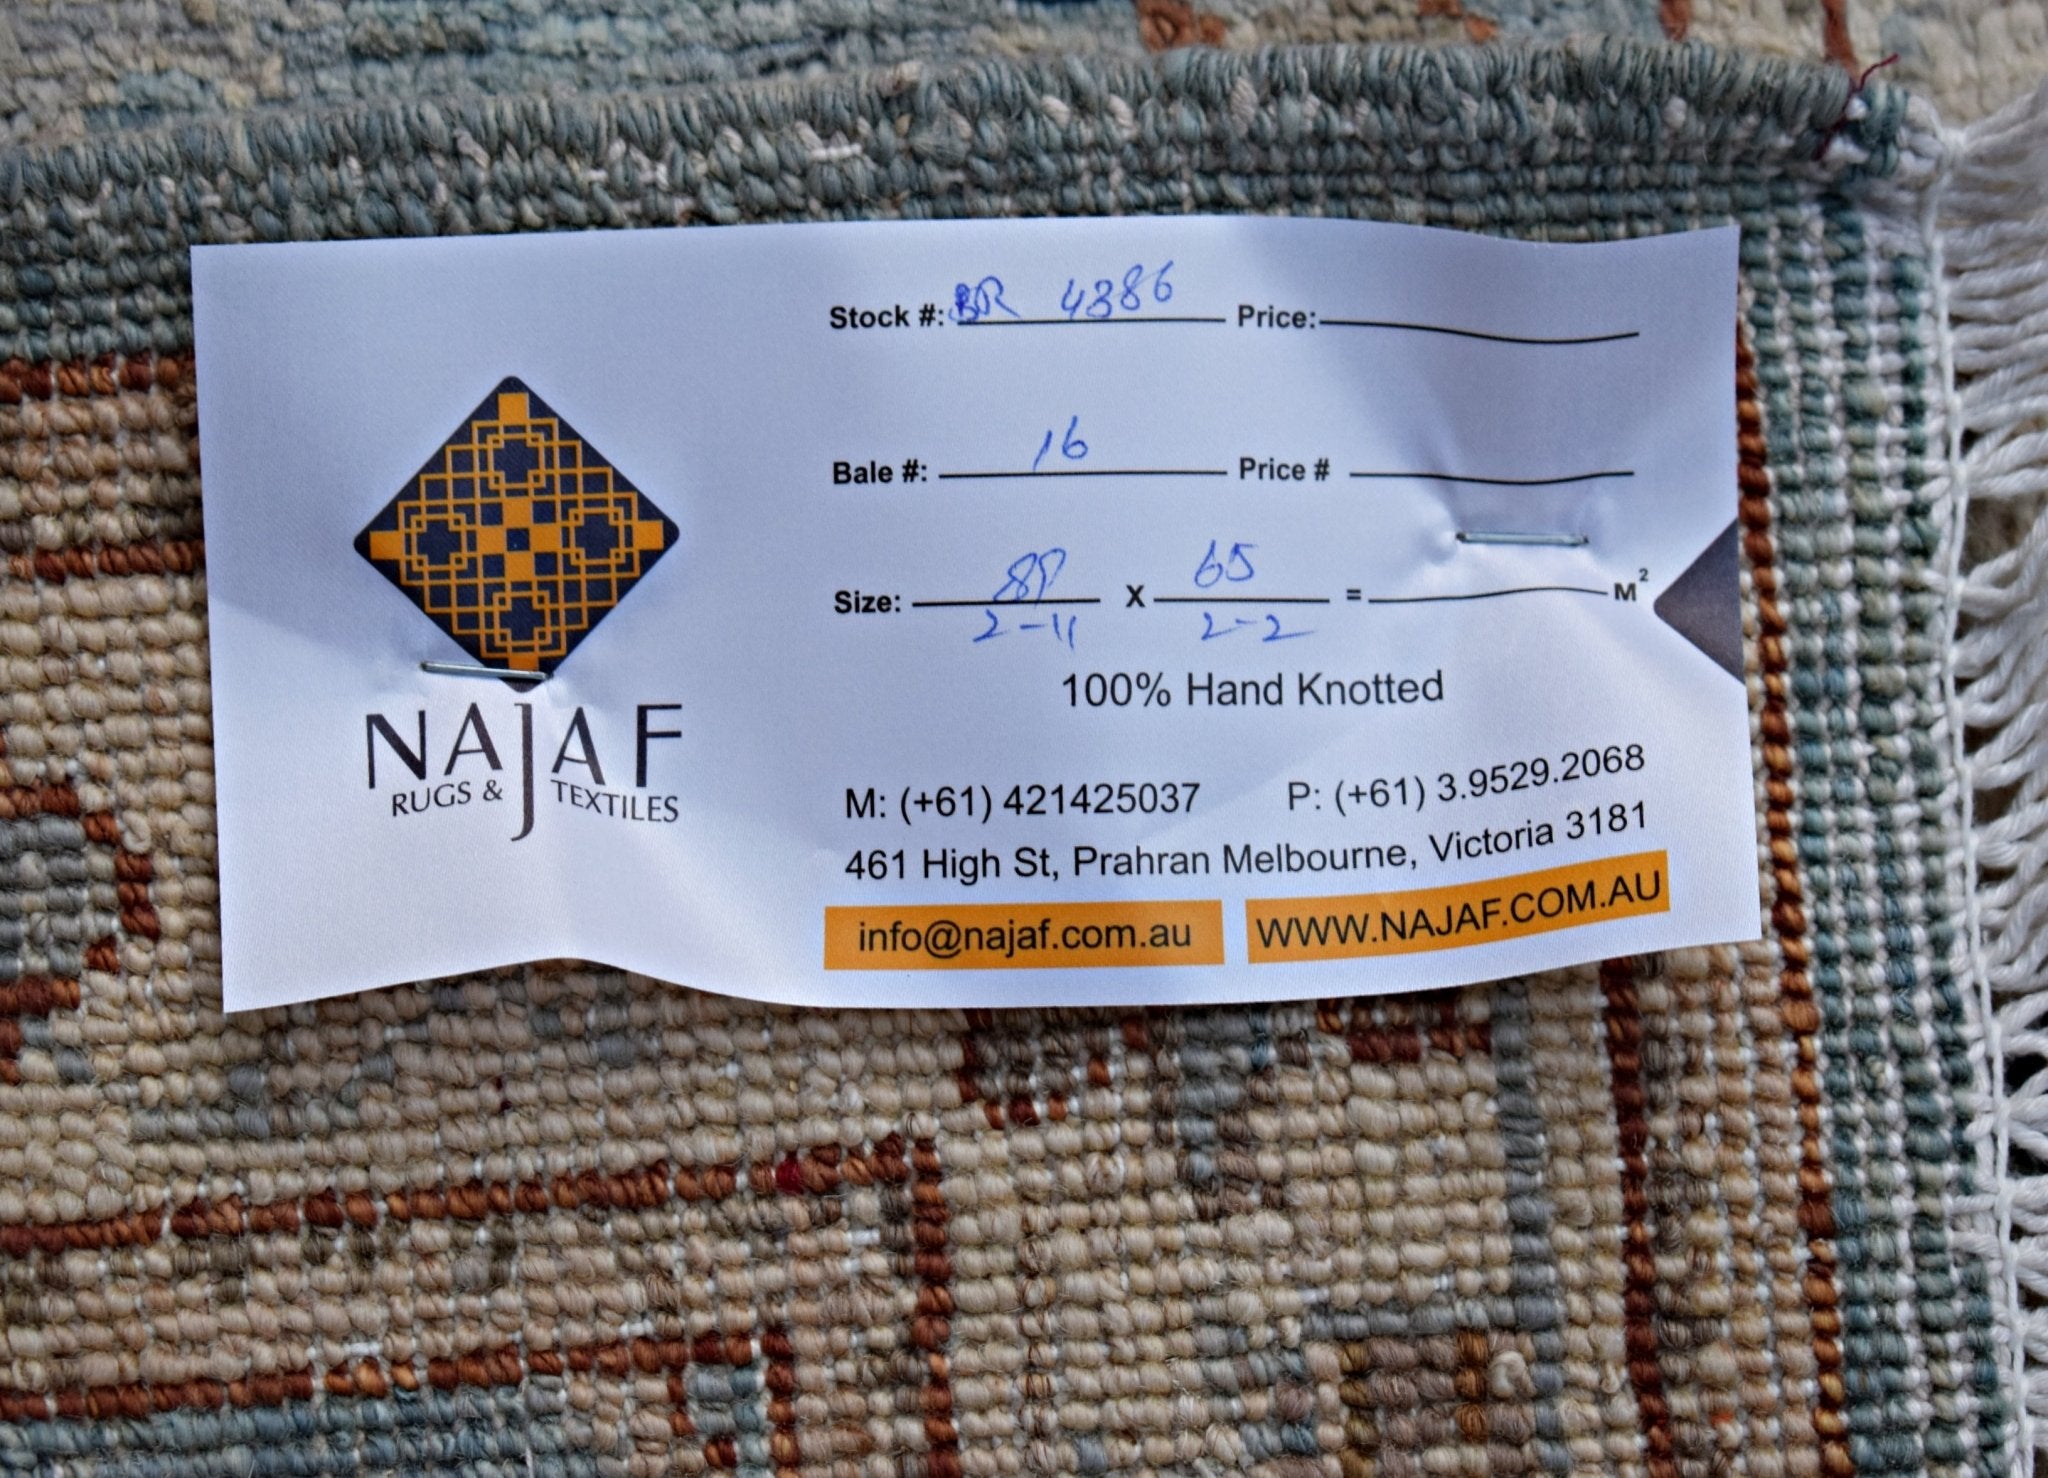 Stock #: BR 4386 Price:
Bale #: 16 Price #
Size: 89 X 65 = M²
2-11 2-2
100% Hand Knotted
NAJAF
RUGS & TEXTILES
M: (+61) 421425037 P: (+61) 3.9529.2068
461 High St, Prahran Melbourne, Victoria 3181
info@najaf.com.au WWW.NAJAF.COM.AU